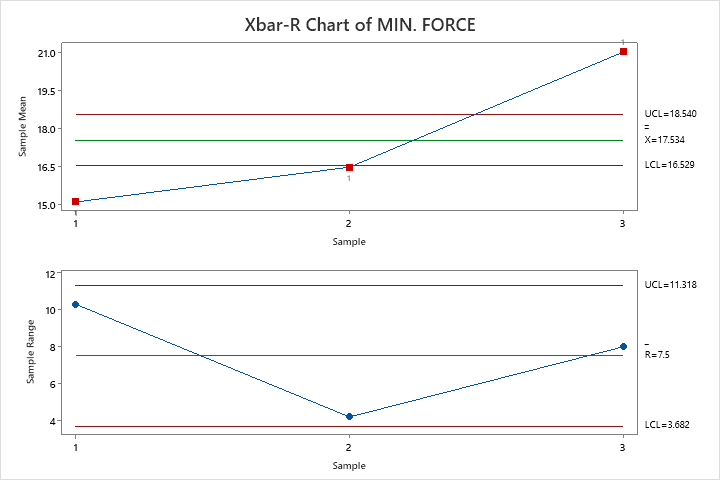 Xbar-R Chart of MIN. FORCE
1
21.0
19.5
18.0
16.5
15.0
Sample Mean
UCL=18.540
=
X=17.534
LCL=16.529
1
1 2 3
Sample
12
10
8
6
4
Sample Range
UCL=11.318
–
R=7.5
LCL=3.682
1 2 3
Sample